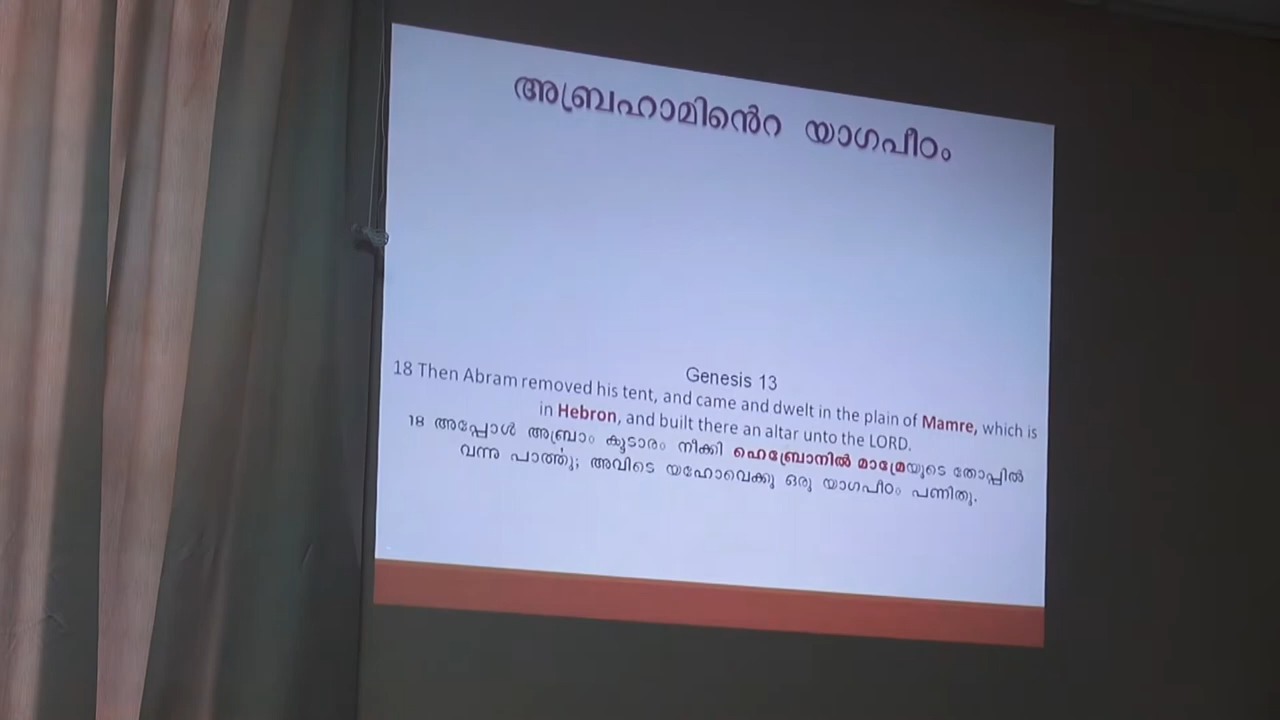 അബ്രഹാമിൻെറ യാഗപീഠം
Genesis 13
18 Then Abram removed his tent, and came and dwelt in the plain of Mamre, which is
in Hebron, and built there an altar unto the LORD.
18 അപ്പോൾ അബ്രാം കൂടാരം നീക്കി ഹെബ്രോനിൽ മാമ്രേയുടെ തോപ്പിൽ
വന്നു പാൎത്തു; അവിടെ യഹോവെക്കു ഒരു യാഗപീഠം പണിതു.